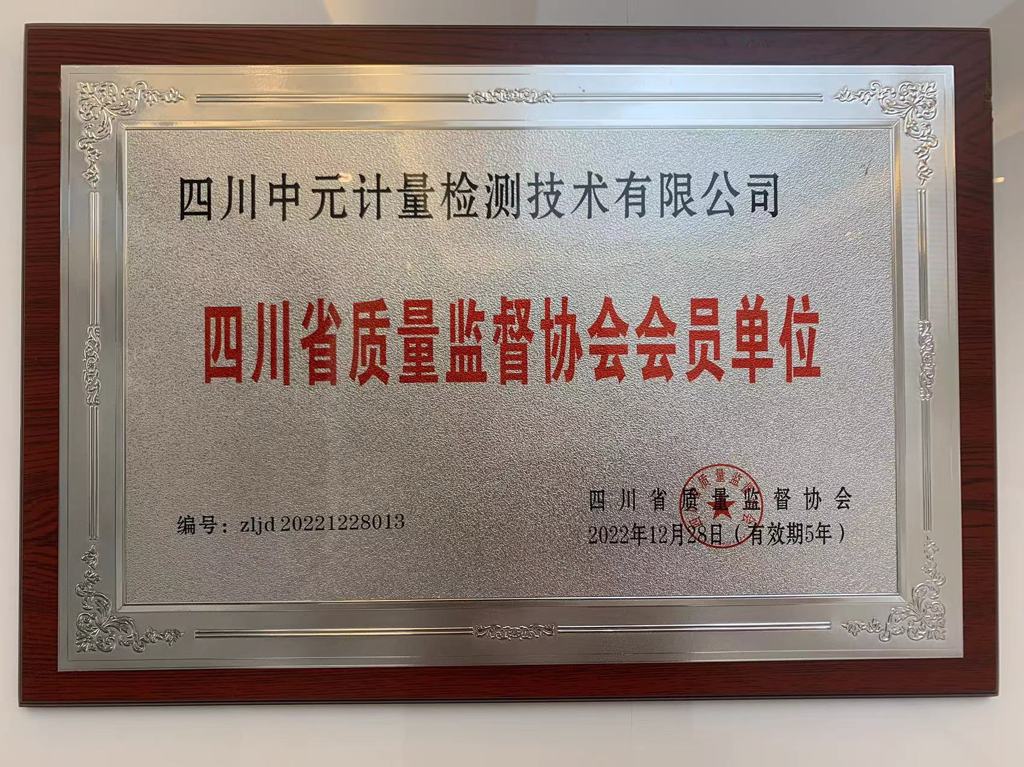 四川中元计量检测技术有限公司
四川省质量监督协会会员单位
编号：zljd 20221228013
四川省质量监督协会
2022年12月28日（有效期5年）